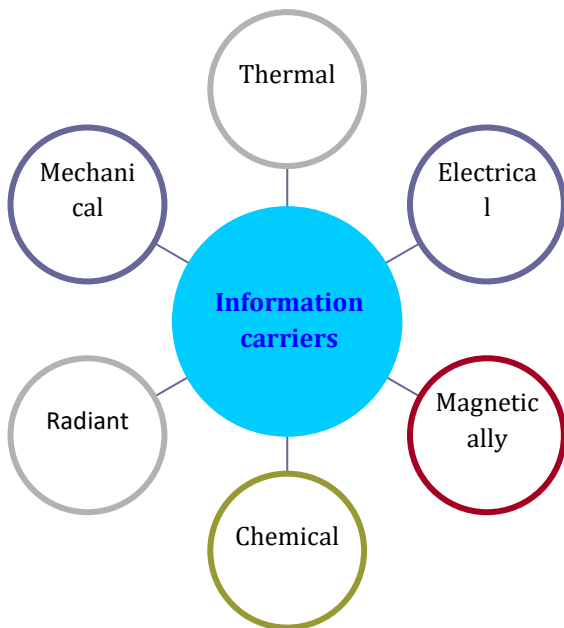 Thermal
Mechani
cal
Electrica
l
Information
carriers
Radiant
Magnetic
ally
Chemical